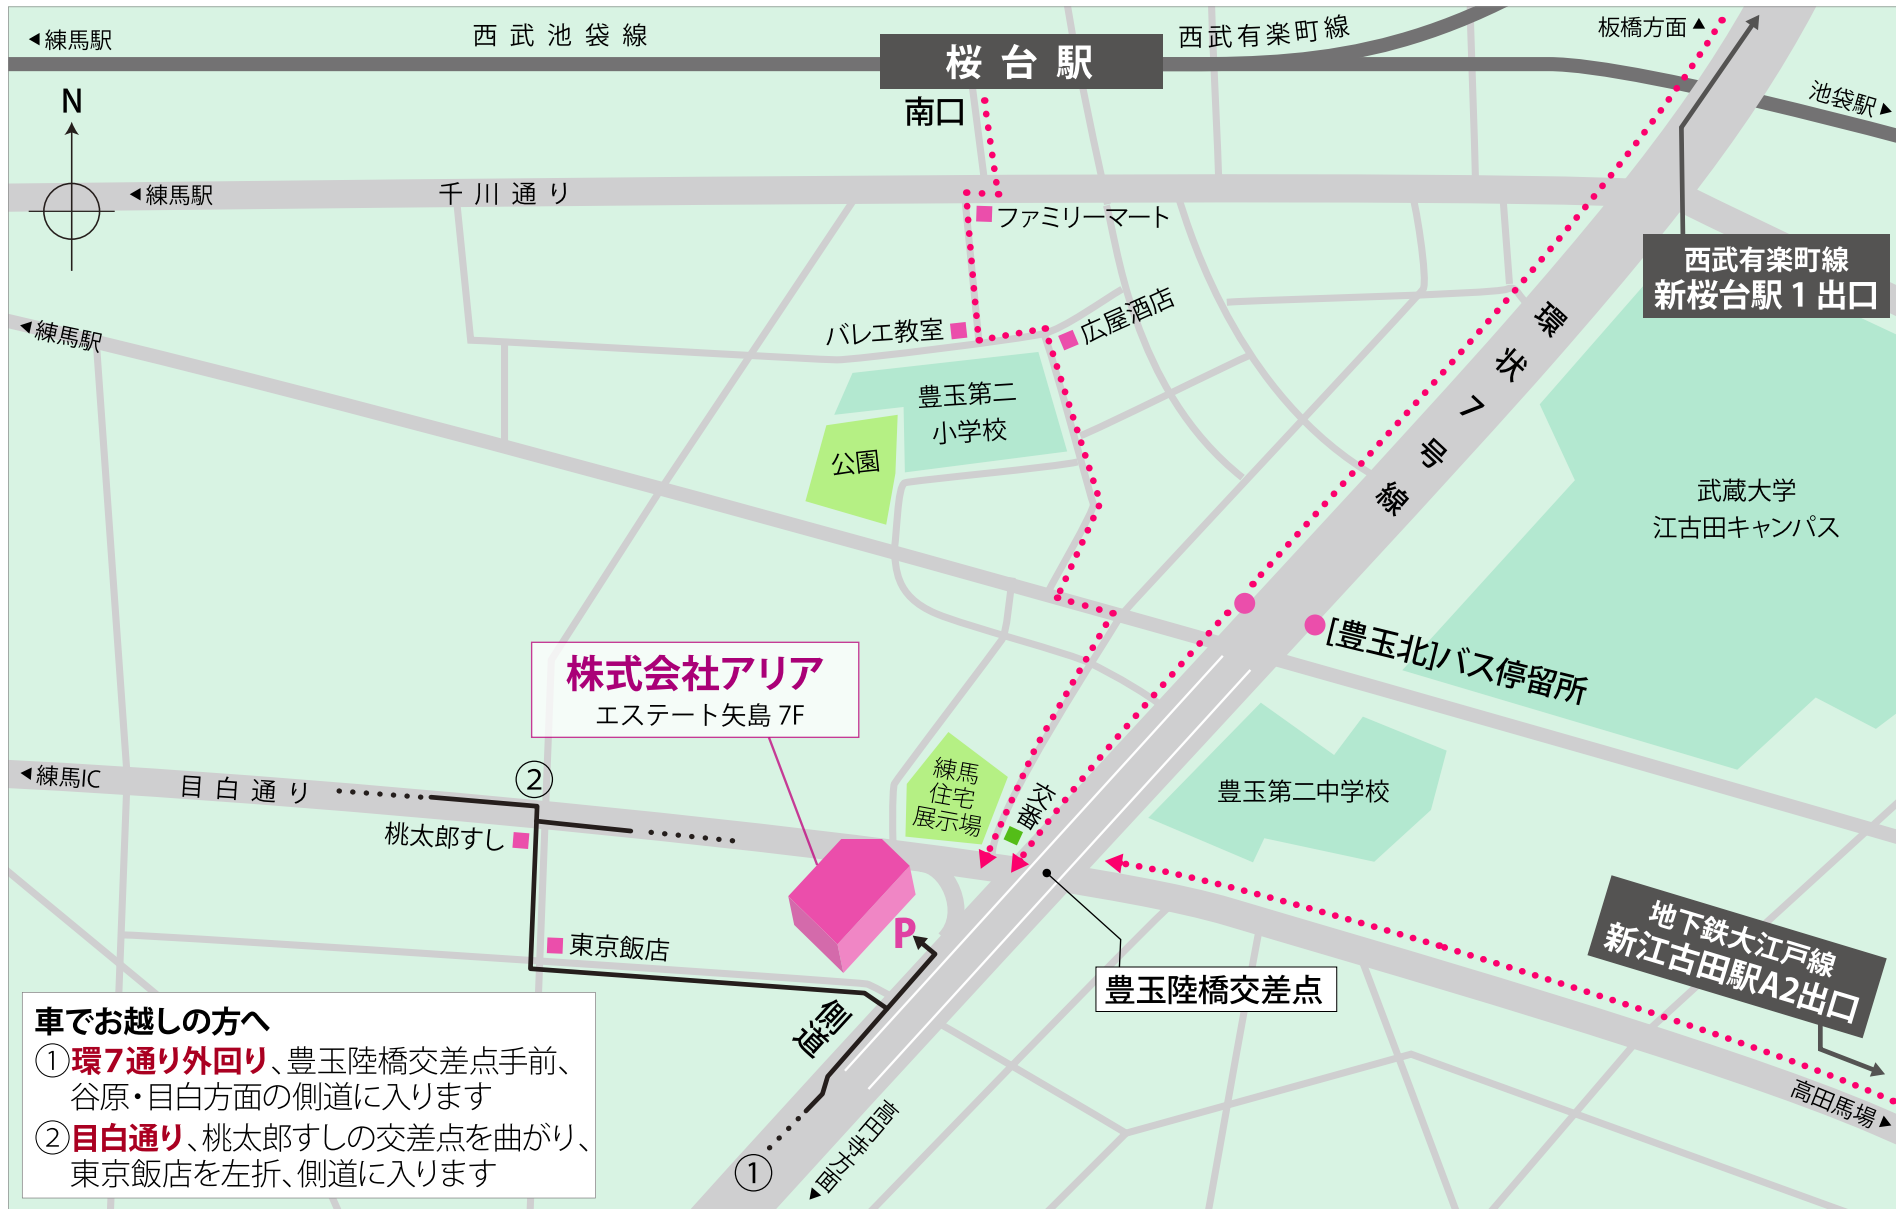 ◀練馬駅
西武池袋線
桜台駅
西武有楽町線
板橋方面▲
池袋駅▶
N
南口
◀練馬駅
千川通り
ファミリーマート
西武有楽町線
新桜台駅1出口
◀練馬駅
バレエ教室
広屋酒店
環状7号線
豊玉第二
小学校
公園
武蔵大学
江古田キャンパス
[豊玉北]バス停留所
株式会社アリア
エステート矢島 7F
◀練馬IC
目白通り
②
練馬
住宅
展示場
交番
豊玉第二中学校
桃太郎すし
P
東京飯店
地下鉄大江戸線
新江古田駅A2出口
豊玉陸橋交差点
側道
高田馬場▶
高円寺方面▼
①
車でお越しの方へ
①環7通り外回り、豊玉陸橋交差点手前、
谷原・目白方面の側道に入ります
②目白通り、桃太郎すしの交差点を曲がり、
東京飯店を左折、側道に入ります